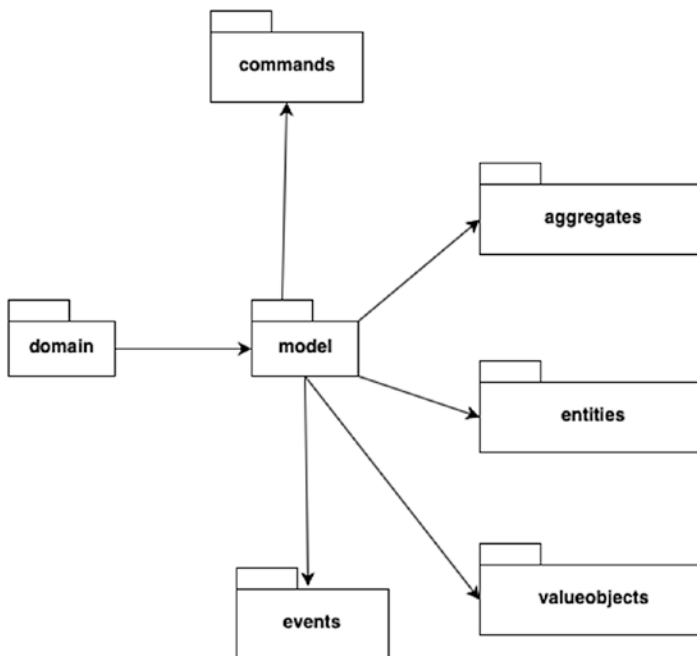 commands
aggregates
domain
model
entities
valueobjects
events